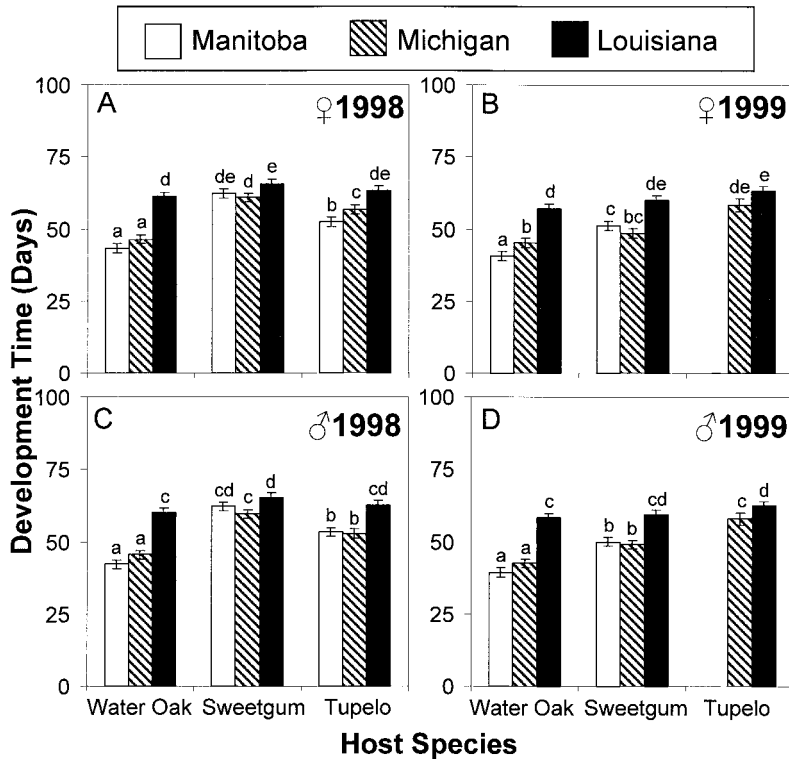 Manitoba Michigan Louisiana
Development Time (Days)
A
♀1998
100
75
50
25
0
a a d
de d e
b c de
B
♀1999
100
75
50
25
0
a b d
c bc de
de e
C
♂1998
100
75
50
25
0
a a c
cd c d
b b cd
Water Oak Sweetgum Tupelo
D
♂1999
100
75
50
25
0
a a c
b b cd
c d
Water Oak Sweetgum Tupelo
Host Species